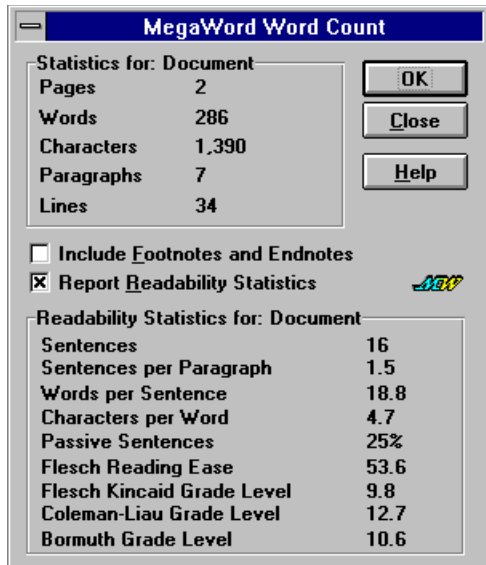 MegaWord Word Count
Statistics for: Document
Pages 2
Words 286
Characters 1,390
Paragraphs 7
Lines 34
OK
Close
Help
Include Footnotes and Endnotes
Report Readability Statistics
Readability Statistics for: Document
Sentences 16
Sentences per Paragraph 1.5
Words per Sentence 18.8
Characters per Word 4.7
Passive Sentences 25%
Flesch Reading Ease 53.6
Flesch Kincaid Grade Level 9.8
Coleman-Liau Grade Level 12.7
Bormuth Grade Level 10.6